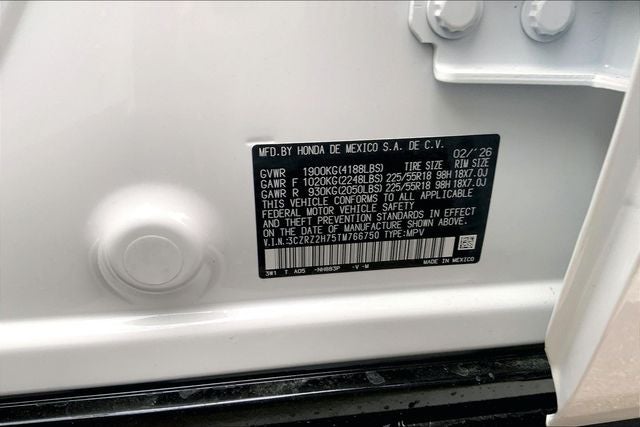 MFD.BY HONDA DE MEXICO S.A. DE C.V. 02/'26
GVWR 1900KG(4188LBS) TIRE SIZE RIM SIZE
GAWR F 1020KG(2248LBS) 225/55R18 98H 18X7.0J
GAWR R 930KG(2050LBS) 225/55R18 98H 18X7.0J
THIS VEHICLE CONFORMS TO ALL APPLICABLE
FEDERAL MOTOR VEHICLE SAFETY
AND THEFT PREVENTION STANDARDS IN EFFECT
ON THE DATE OF MANUFACTURE SHOWN ABOVE.
V.I.N.:3CZRZ2H75TM766750 TYPE:MPV
MADE IN MEXICO
3W1 T A05 -NH883P -V -M